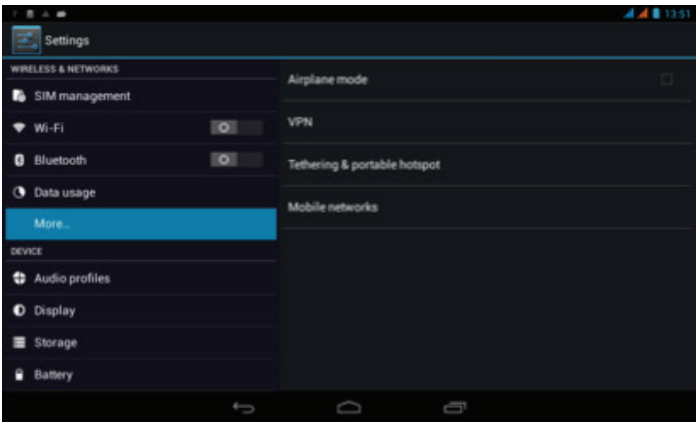 13:51
Settings
WIRELESS & NETWORKS
SIM management
Wi-Fi
Bluetooth
Data usage
More...
DEVICE
Audio profiles
Display
Storage
Battery
Airplane mode
VPN
Tethering & portable hotspot
Mobile networks